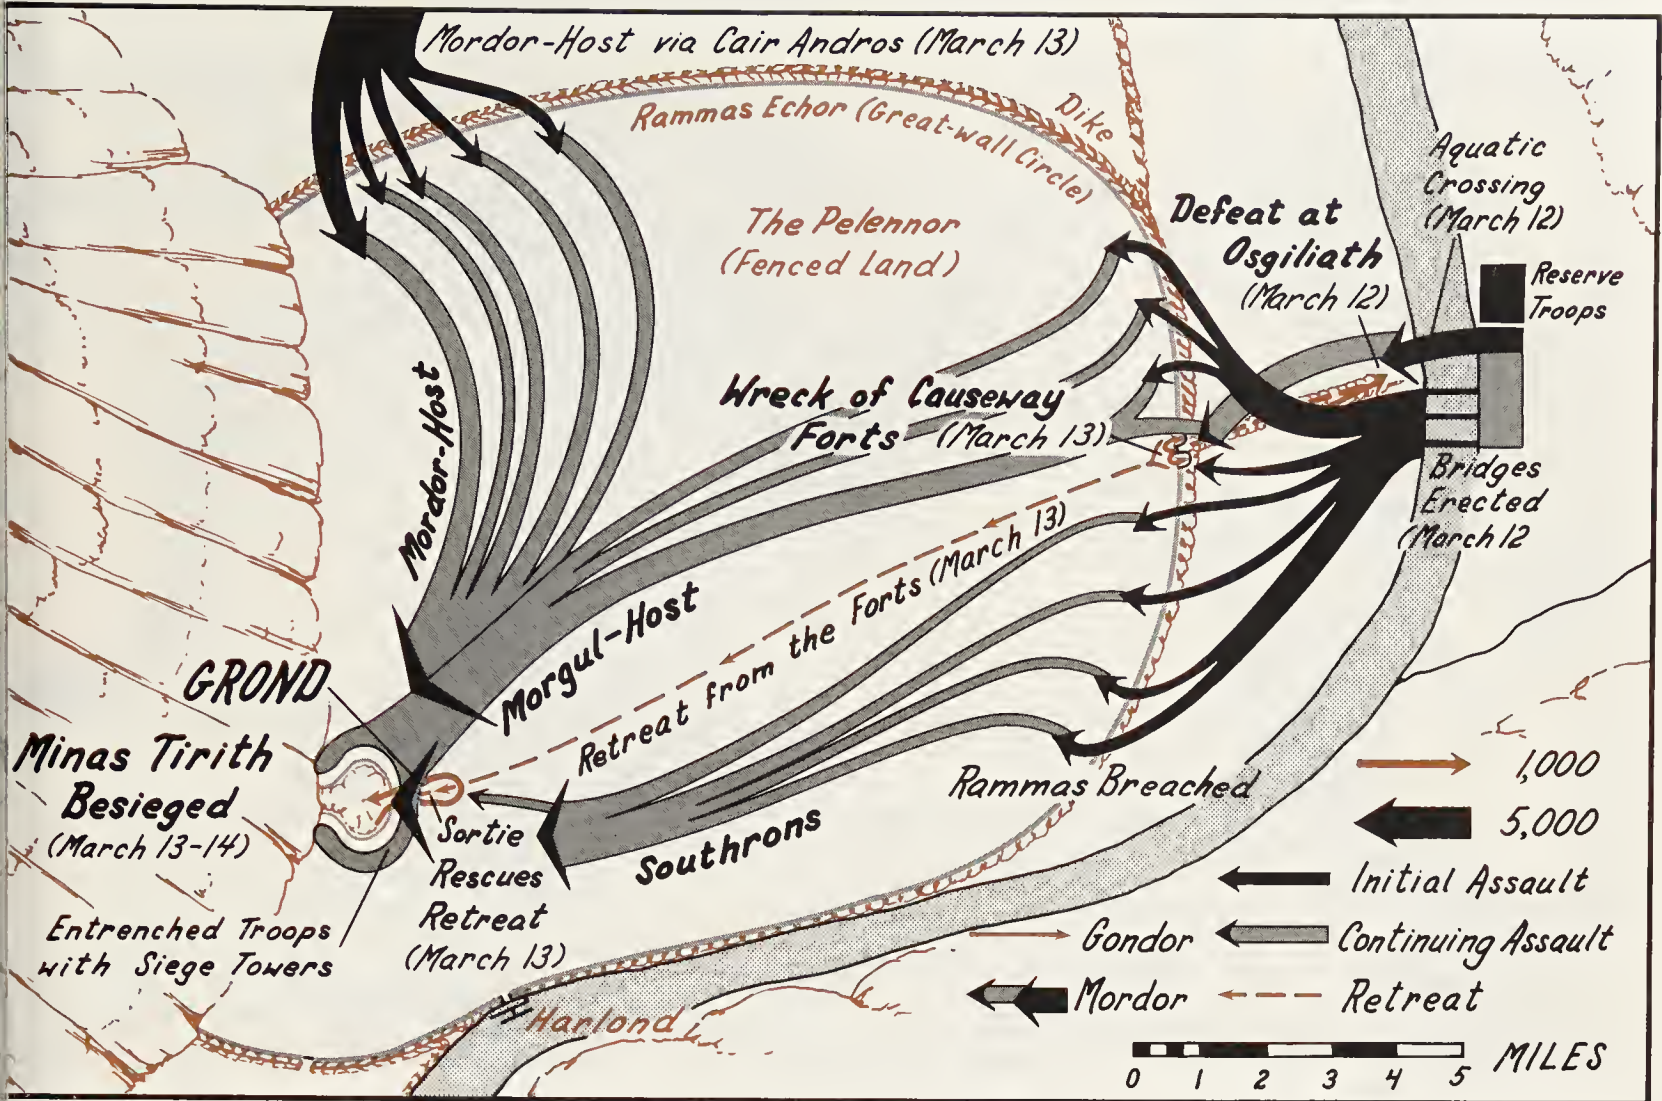 Mordor-Host via Cair Andros (March 13)
Rammas Echor (Great-wall Circle)
Dike
The Pelennor
(Fenced Land)
Aquatic
Crossing
(March 12)
Defeat at
Osgiliath
(March 12)
Reserve
Troops
Mordor-Host
Wreck of Causeway
Forts (March 13)
Bridges
Erected
(March 12
Retreat from the Forts (March 13)
Morgul-Host
GROND
Minas Tirith
Besieged
(March 13-14)
Sortie
Rescues
Retreat
(March 13)
Entrenched Troops
with Siege Towers
Southrons
Rammas Breached
Harlond
1,000
5,000
Initial Assault
Gondor
Continuing Assault
Mordor
Retreat
0 1 2 3 4 5 MILES